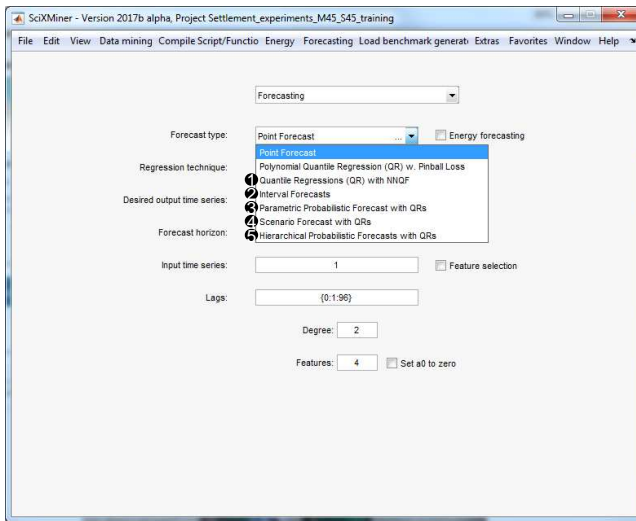 SciXMiner - Version 2017b alpha, Project Settlement_experiments_M45_S45_training
File Edit View Data mining Compile Script/Functio Energy Forecasting Load benchmark generati Extras Favorites Window Help
Forecasting
Forecast type: Point Forecast ... Energy forecasting
Point Forecast
Polynomial Quantile Regression (QR) w. Pinball Loss
Regression technique:
1 Quantile Regressions (QR) with NNQF
2 Interval Forecasts
Desired output time series:
3 Parametric Probabilistic Forecast with QRs
4 Scenario Forecast with QRs
Forecast horizon:
5 Hierarchical Probabilistic Forecasts with QRs
Input time series: 1 Feature selection
Lags: {0:1:96}
Degree: 2
Features: 4 Set a0 to zero